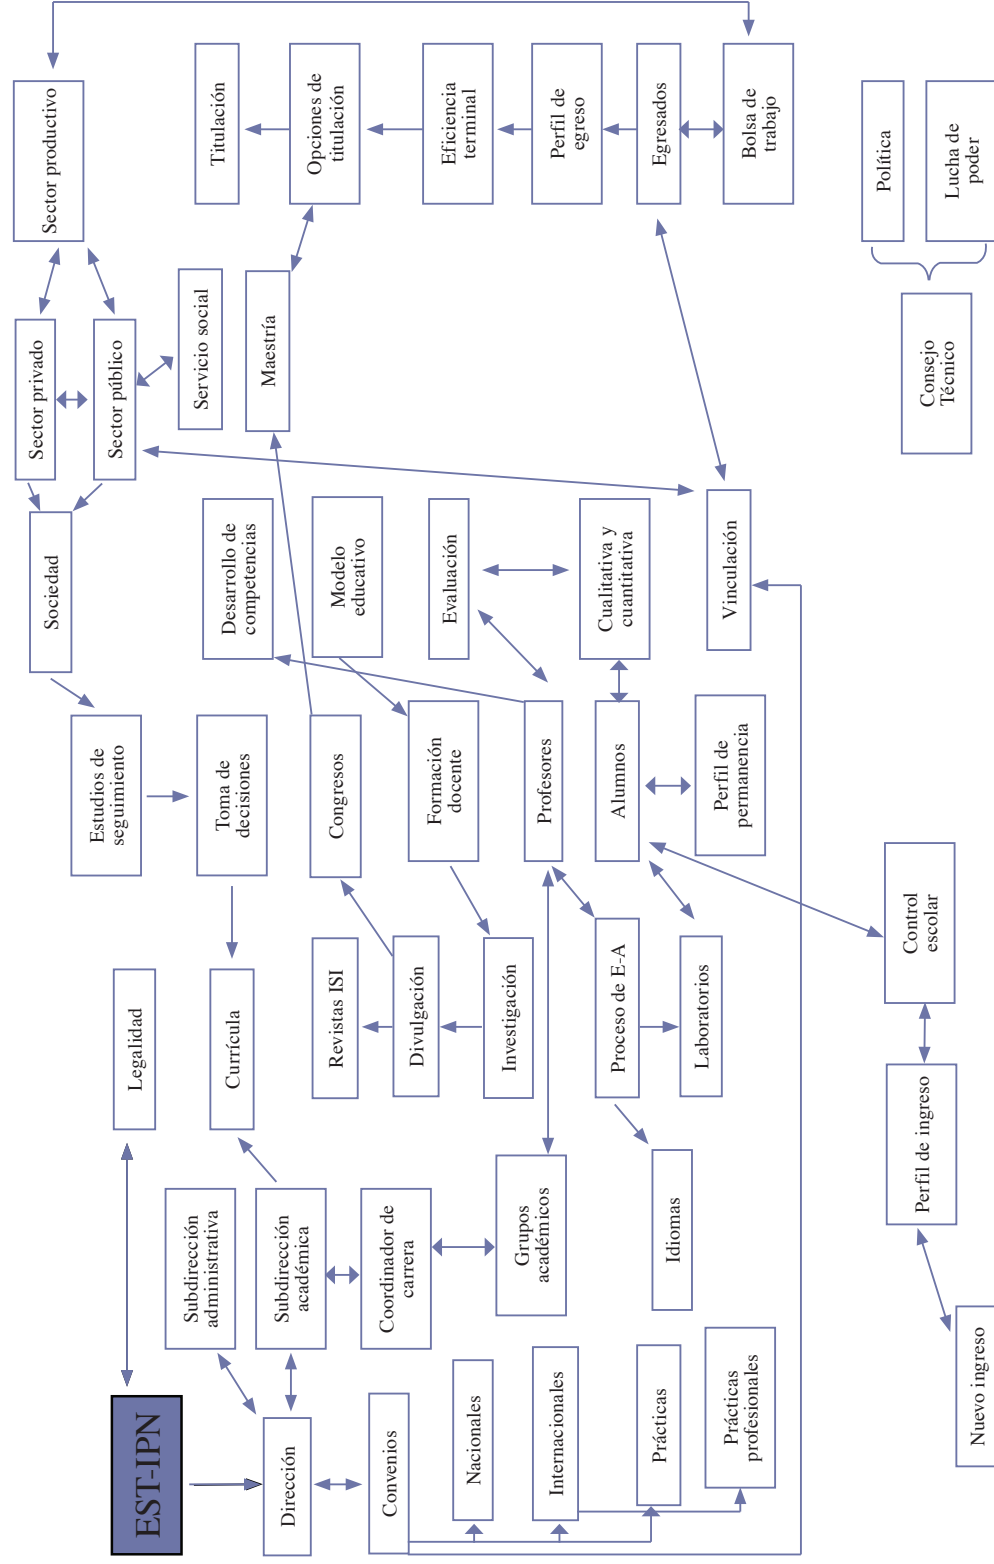 EST-IPN
Legalidad
Estudios de
seguimiento
Sociedad
Sector privado
Sector público
Sector productivo
Servicio social
Dirección
Subdirección
administrativa
Subdirección
académica
Currícula
Toma de
decisiones
Desarrollo de
competencias
Maestría
Titulación
Opciones de
titulación
Convenios
Coordinador de
carrera
Revistas ISI
Congresos
Modelo
educativo
Nacionales
Divulgación
Formación
docente
Evaluación
Eficiencia
terminal
Internacionales
Grupos
académicos
Investigación
Profesores
Cualitativa y
cuantitativa
Perfil de
egreso
Prácticas
Proceso de E-A
Alumnos
Egresados
Prácticas
profesionales
Idiomas
Laboratorios
Perfil de
permanencia
Vinculación
Bolsa de
trabajo
Nuevo ingreso
Perfil de ingreso
Control
escolar
Consejo
Técnico
Política
Lucha de
poder